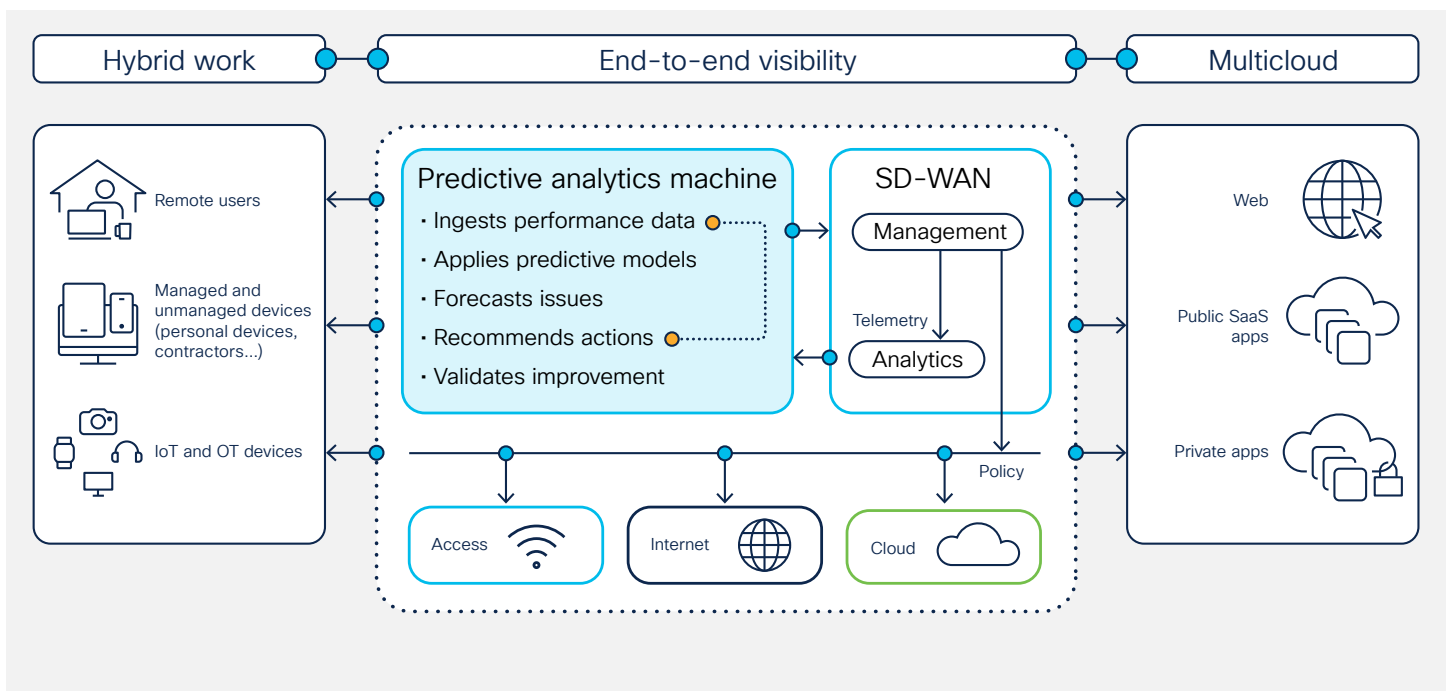 Hybrid work
End-to-end visibility
Multicloud
Remote users
Managed and
unmanaged devices
(personal devices,
contractors...)
IoT and OT devices
Predictive analytics machine
· Ingests performance data
· Applies predictive models
· Forecasts issues
· Recommends actions
· Validates improvement
SD-WAN
Management
Telemetry
Analytics
Policy
Access
Internet
Cloud
Web
Public SaaS
apps
Private apps